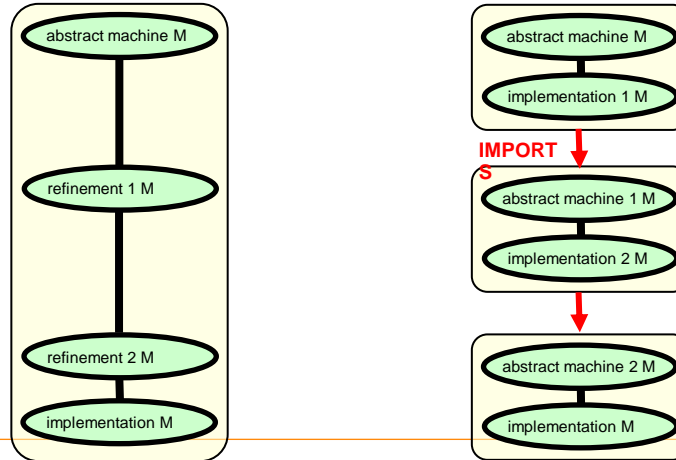 abstract machine M
refinement 1 M
refinement 2 M
implementation M
abstract machine M
implementation 1 M
IMPORT
S
abstract machine 1 M
implementation 2 M
abstract machine 2 M
implementation M